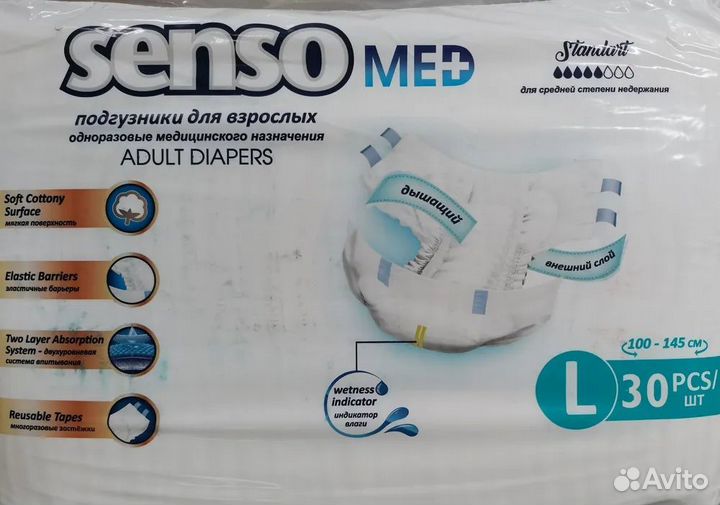 senso MED
Standart
для средней степени недержания
подгузники для взрослых
одноразовые медицинского назначения
ADULT DIAPERS
Soft Cottony
Surface
мягкая поверхность
Elastic Barriers
эластичные барьеры
Two Layer Absorption
System - двухуровневая
система впитывания
Reusable Tapes
многоразовые застёжки
дышащий
внешний слой
wetness
indicator
индикатор
влаги
100 - 145 см
L 30 PCS/
ШТ
Avito